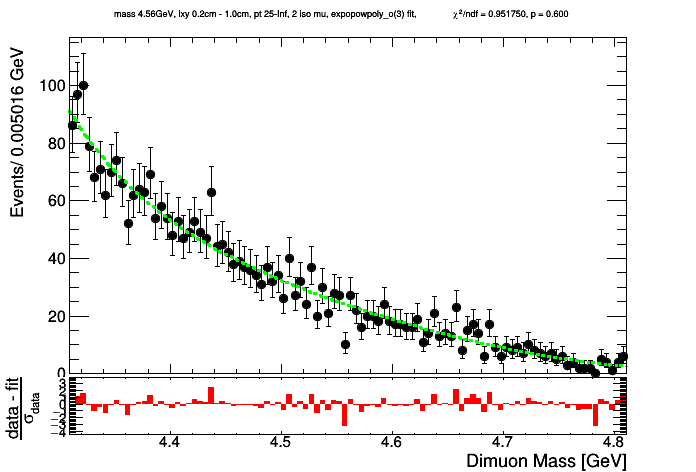 mass 4.56GeV, lxy 0.2cm - 1.0cm, pt 25-Inf, 2 iso mu, expopowpoly_o(3) fit, χ²/ndf = 0.951750, p = 0.600
Events/ 0.005016 GeV
100
80
60
40
20
0
data - fit
σdata
3
2
1
0
−1
−2
−3
−4
4.4 4.5 4.6 4.7 4.8
Dimuon Mass [GeV]